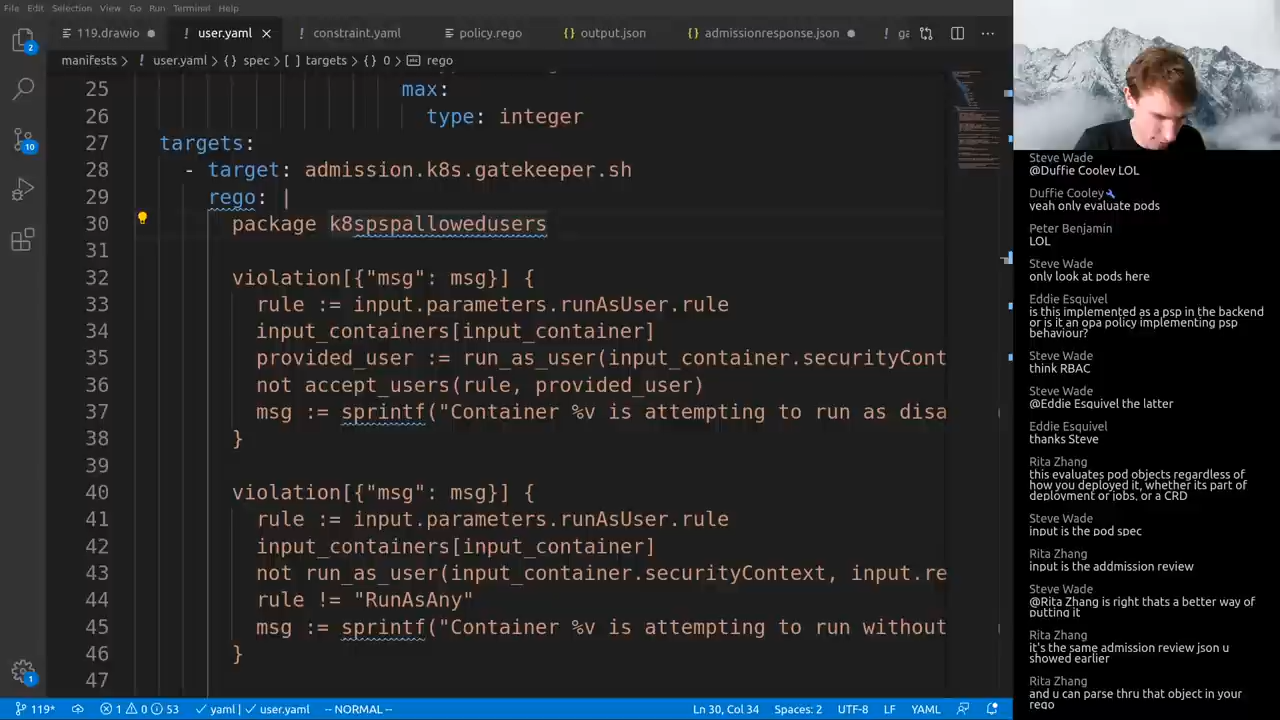 File Edit Selection View Go Run Terminal Help
119.drawio
user.yaml
constraint.yaml
policy.rego
output.json
admissionresponse.json
manifests > ! user.yaml > {} spec > [ ] targets > {} 0 > rego
25 max:
26 type: integer
27 targets:
28 - target: admission.k8s.gatekeeper.sh
29 rego: |
30 package k8spspallowedusers
31
32 violation[{"msg": msg}] {
33 rule := input.parameters.runAsUser.rule
34 input_containers[input_container]
35 provided_user := run_as_user(input_container.securityCont
36 not accept_users(rule, provided_user)
37 msg := sprintf("Container %v is attempting to run as disa
38 }
39
40 violation[{"msg": msg}] {
41 rule := input.parameters.runAsUser.rule
42 input_containers[input_container]
43 not run_as_user(input_container.securityContext, input.re
44 rule != "RunAsAny"
45 msg := sprintf("Container %v is attempting to run without
46 }
47
2
10
1
119* 1 0 53 yaml | user.yaml -- NORMAL -- Ln 30, Col 34 Spaces: 2 UTF-8 LF YAML
Steve Wade
@Duffie Cooley LOL
Duffie Cooley
yeah only evaluate pods
Peter Benjamin
LOL
Steve Wade
only look at pods here
Eddie Esquivel
is this implemented as a psp in the backend
or is it an opa policy implementing psp
behaviour?
Steve Wade
think RBAC
Steve Wade
@Eddie Esquivel the latter
Eddie Esquivel
thanks Steve
Rita Zhang
this evaluates pod objects regardless of
how you deployed it, whether its part of
deployment or jobs, or a CRD
Steve Wade
input is the pod spec
Rita Zhang
input is the addmission review
Steve Wade
@Rita Zhang is right thats a better way of
putting it
Rita Zhang
it's the same admission review json u
showed earlier
Rita Zhang
and u can parse thru that object in your
rego